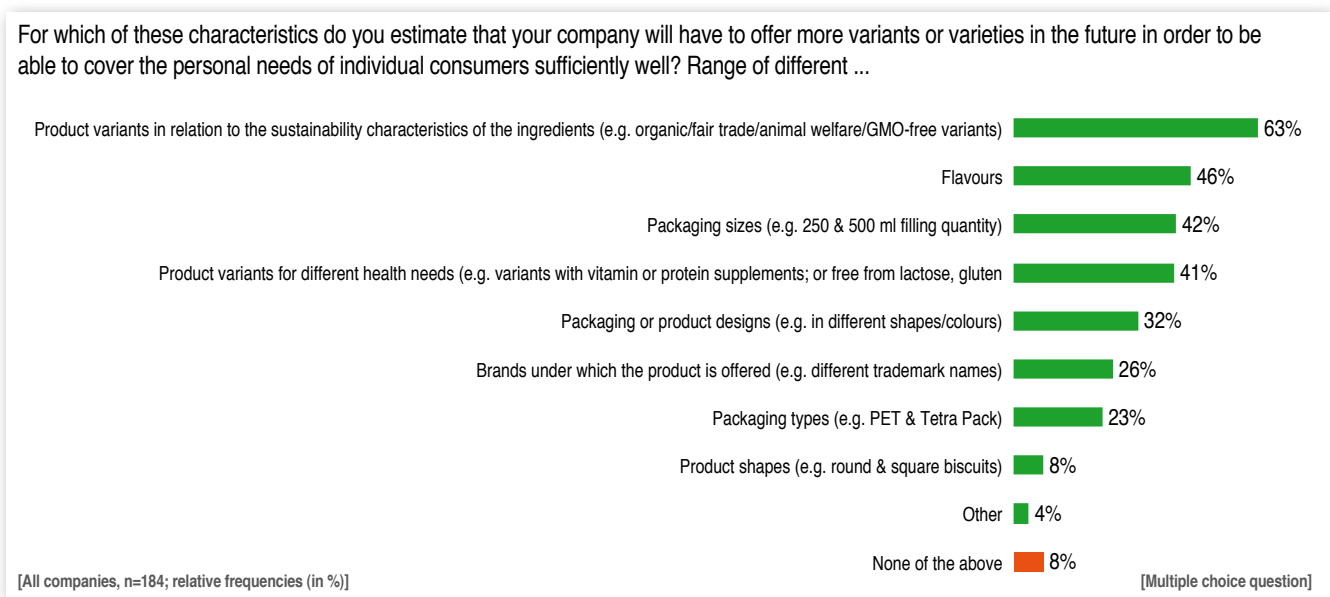 For which of these characteristics do you estimate that your company will have to offer more variants or varieties in the future in order to be
able to cover the personal needs of individual consumers sufficiently well? Range of different ...
Product variants in relation to the sustainability characteristics of the ingredients (e.g. organic/fair trade/animal welfare/GMO-free variants) 63%
Flavours 46%
Packaging sizes (e.g. 250 & 500 ml filling quantity) 42%
Product variants for different health needs (e.g. variants with vitamin or protein supplements; or free from lactose, gluten 41%
Packaging or product designs (e.g. in different shapes/colours) 32%
Brands under which the product is offered (e.g. different trademark names) 26%
Packaging types (e.g. PET & Tetra Pack) 23%
Product shapes (e.g. round & square biscuits) 8%
Other 4%
None of the above 8%
[All companies, n=184; relative frequencies (in %)] [Multiple choice question]